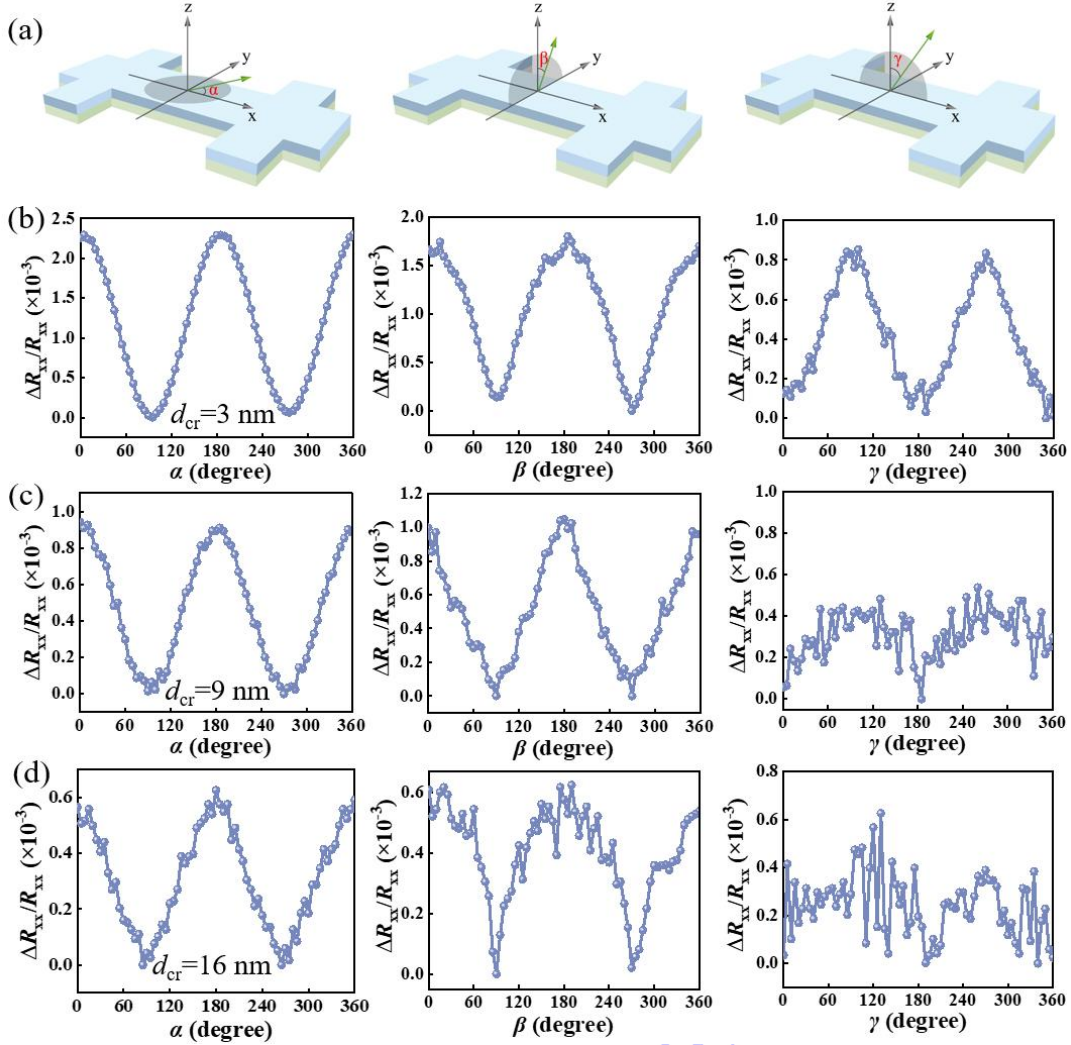 (a)
z
y
α
x
z
β
y
x
z
γ
y
x
(b)
ΔRxx/Rxx (×10⁻³)
2.5
2.0
1.5
1.0
0.5
0.0
dcr=3 nm
0 60 120 180 240 300 360
α (degree)
ΔRxx/Rxx (×10⁻³)
2.0
1.5
1.0
0.5
0.0
0 60 120 180 240 300 360
β (degree)
ΔRxx/Rxx (×10⁻³)
1.0
0.8
0.6
0.4
0.2
0.0
0 60 120 180 240 300 360
γ (degree)
(c)
ΔRxx/Rxx (×10⁻³)
1.0
0.8
0.6
0.4
0.2
0.0
dcr=9 nm
0 60 120 180 240 300 360
α (degree)
ΔRxx/Rxx (×10⁻³)
1.2
1.0
0.8
0.6
0.4
0.2
0.0
0 60 120 180 240 300 360
β (degree)
ΔRxx/Rxx (×10⁻³)
1.0
0.8
0.6
0.4
0.2
0.0
0 60 120 180 240 300 360
γ (degree)
(d)
ΔRxx/Rxx (×10⁻³)
0.6
0.4
0.2
0.0
dcr=16 nm
0 60 120 180 240 300 360
α (degree)
ΔRxx/Rxx (×10⁻³)
0.6
0.4
0.2
0.0
0 60 120 180 240 300 360
β (degree)
ΔRxx/Rxx (×10⁻³)
0.8
0.6
0.4
0.2
0.0
0 60 120 180 240 300 360
γ (degree)